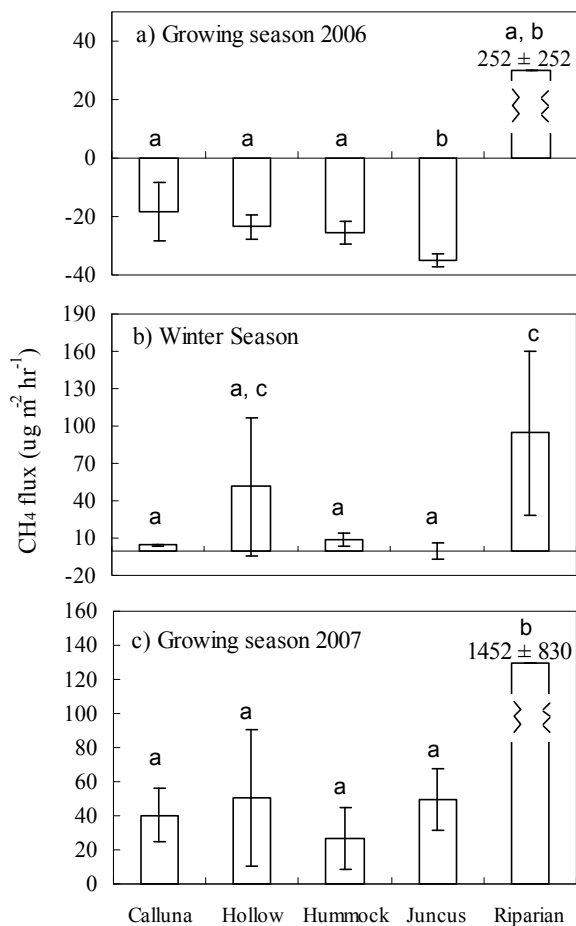 a) Growing season 2006
a, b
252 ± 252
a
a
a
b
40
20
0
-20
-40
b) Winter Season
c
a, c
a
a
a
190
160
130
100
70
40
10
-20
CH4 flux (ug m-2 hr-1)
c) Growing season 2007
b
1452 ± 830
a
a
a
a
160
140
120
100
80
60
40
20
0
Calluna Hollow Hummock Juncus Riparian